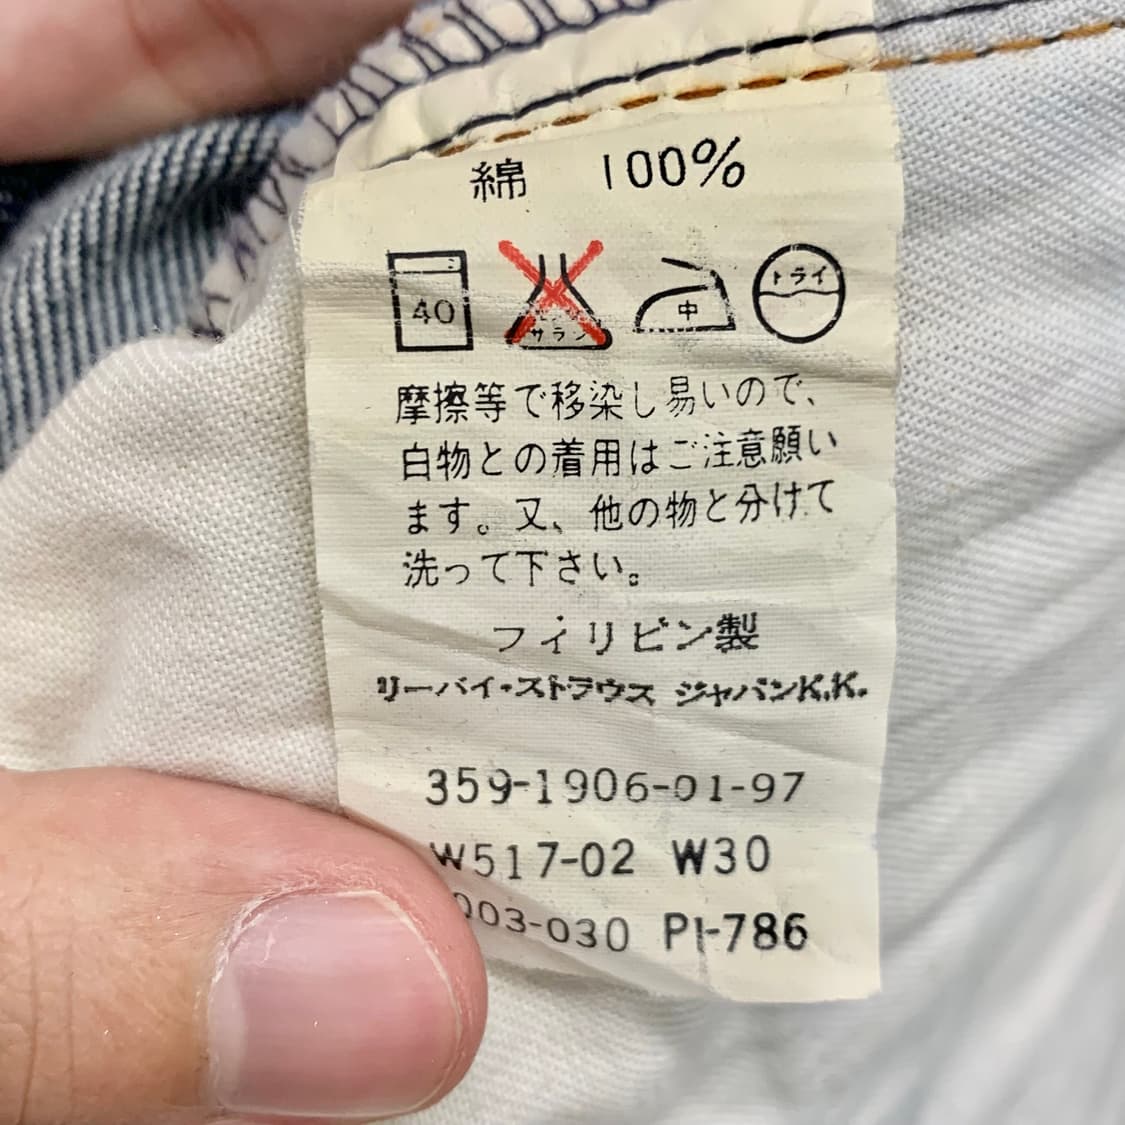 綿 100%
40 サラシ 中 ドライ
摩擦等で移染し易いので、
白物との着用はご注意願い
ます。又、他の物と分けて
洗って下さい。
フィリピン製
リーバイ・ストラウス ジャパンK.K.
359-1906-01-97
W517-02 W30
003-030 PI-786